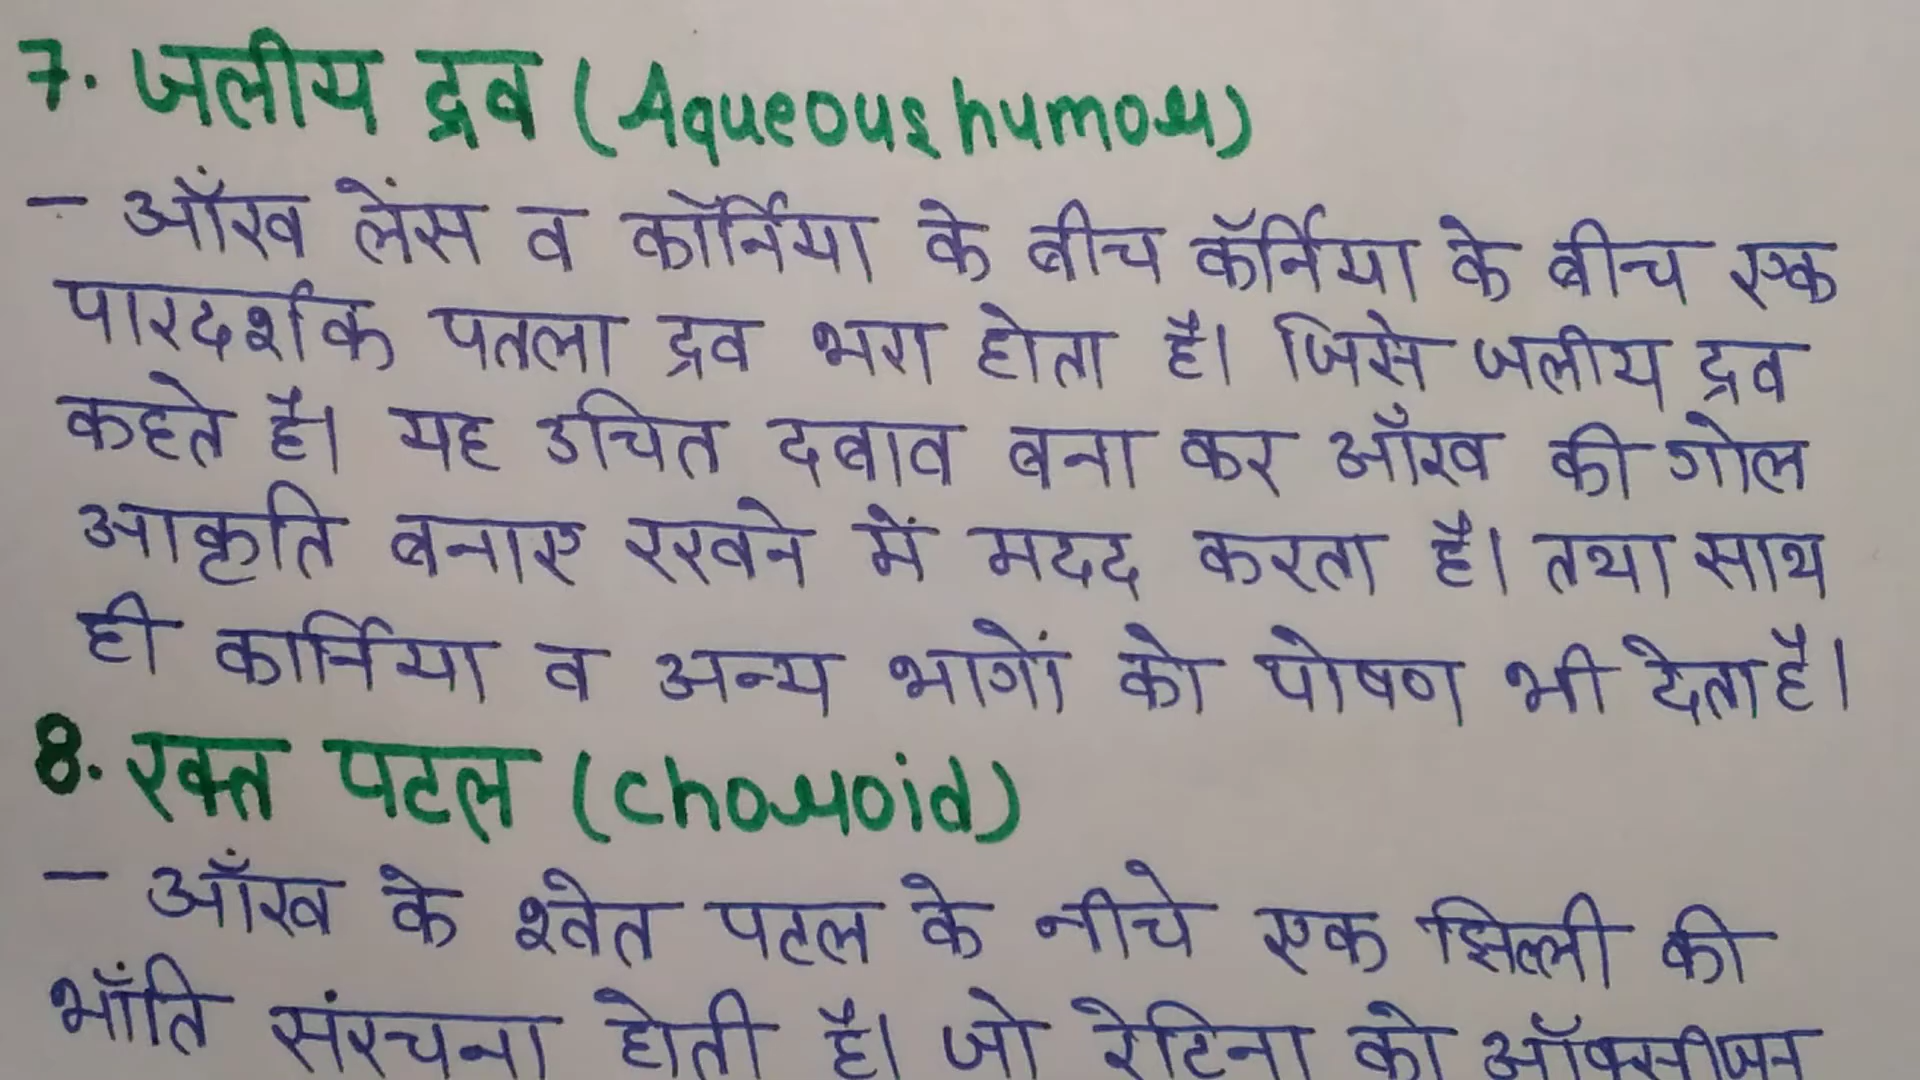 7. जलीय द्रव (Aqueous humor)
- आँख लेंस व कॉर्निया के बीच कॅर्निया के बीच एक
पारदर्शक पतला द्रव भरा होता है। जिसे जलीय द्रव
कहते है। यह उचित दबाव बना कर आँख की गोल
आकृति बनाए रखने में मदद करता है। तथा साथ
ही कार्निया व अन्य भागों को पोषण भी देता है।
8. रक्त पटल (choroid)
- आँख के श्वेत पटल के नीचे एक झिल्ली की
भाँति संरचना होती है। जो रेटिना को ऑक्सीजन